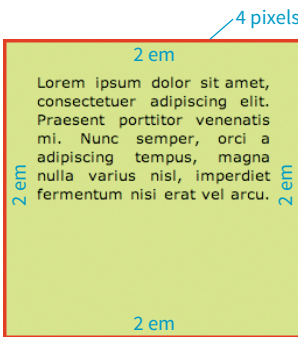 4 pixels
2 em
Lorem ipsum dolor sit amet,
consectetuer adipiscing elit.
Praesent porttitor venenatis
mi. Nunc semper, orci a
adipiscing tempus, magna
nulla varius nisl, imperdiet
fermentum nisi erat vel arcu.
2 em
2 em
2 em